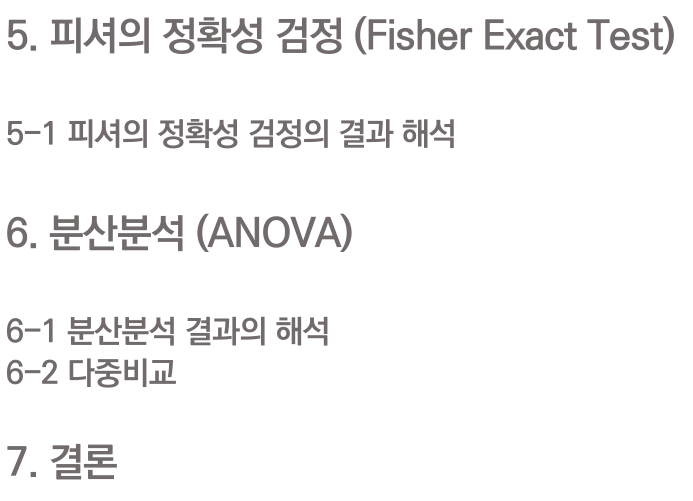 5. 피셔의 정확성 검정 (Fisher Exact Test)
5-1 피셔의 정확성 검정의 결과 해석
6. 분산분석 (ANOVA)
6-1 분산분석 결과의 해석
6-2 다중비교
7. 결론